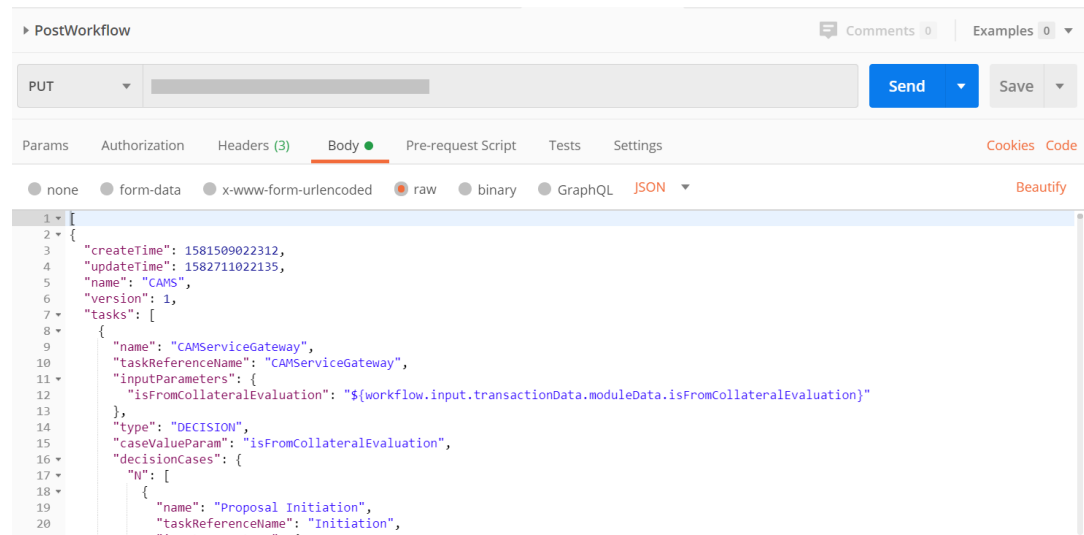 PostWorkflow Comments 0 Examples 0
PUT Send Save
Params Authorization Headers (3) Body Pre-request Script Tests Settings Cookies Code
none form-data x-www-form-urlencoded raw binary GraphQL JSON Beautify
1 [
2 {
3 "createTime": 1581509022312,
4 "updateTime": 1582711022135,
5 "name": "CAMS",
6 "version": 1,
7 "tasks": [
8 {
9 "name": "CAMServiceGateway",
10 "taskReferenceName": "CAMServiceGateway",
11 "inputParameters": {
12 "isFromCollateralEvaluation": "${workflow.input.transactionData.moduleData.isFromCollateralEvaluation}"
13 },
14 "type": "DECISION",
15 "caseValueParam": "isFromCollateralEvaluation",
16 "decisionCases": {
17 "N": [
18 {
19 "name": "Proposal Initiation",
20 "taskReferenceName": "Initiation",